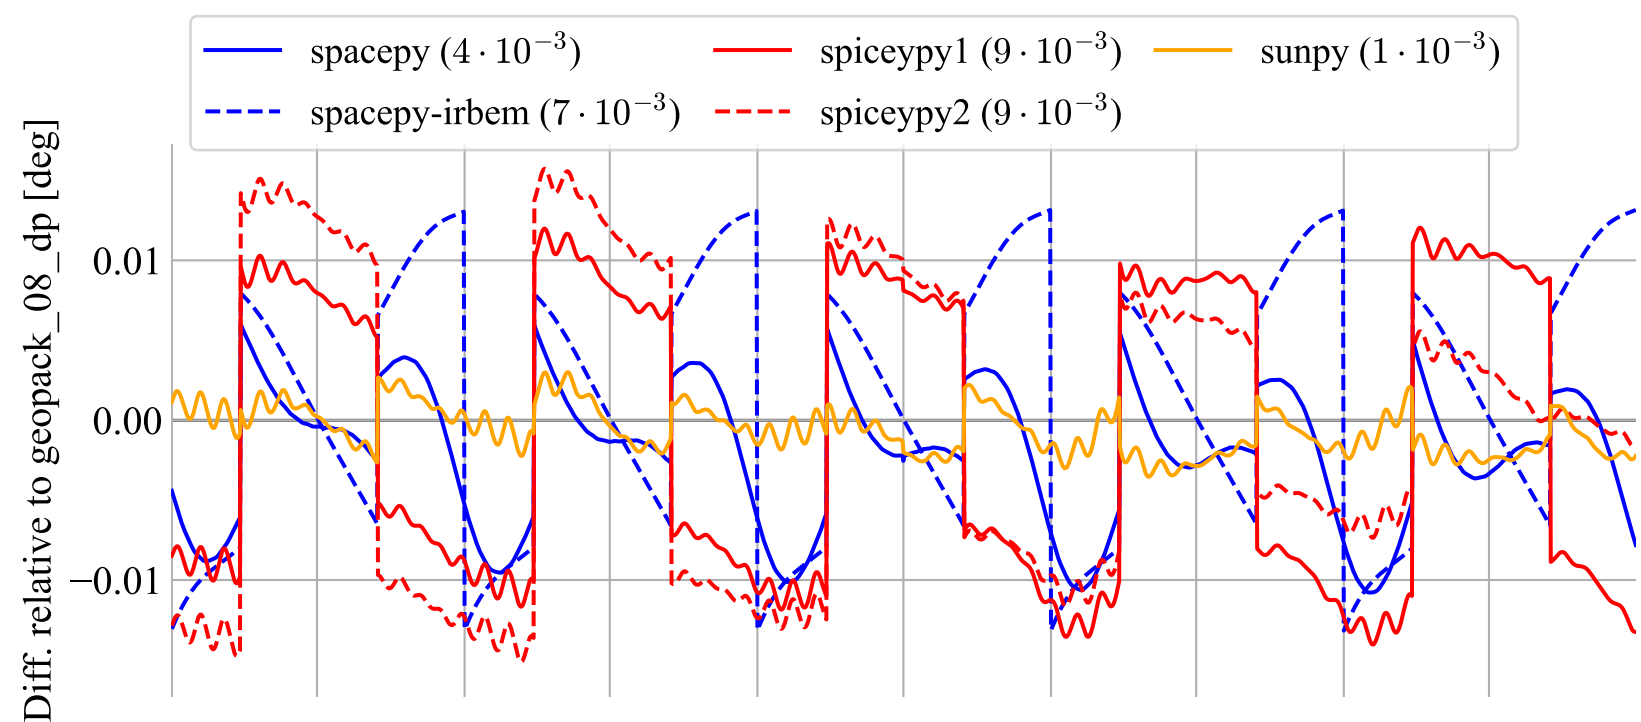 spacepy (4 · 10⁻³) spiceypy1 (9 · 10⁻³) sunpy (1 · 10⁻³)
spacepy-irbem (7 · 10⁻³) spiceypy2 (9 · 10⁻³)
Diff. relative to geopack_08_dp [deg]
0.01
0.00
−0.01